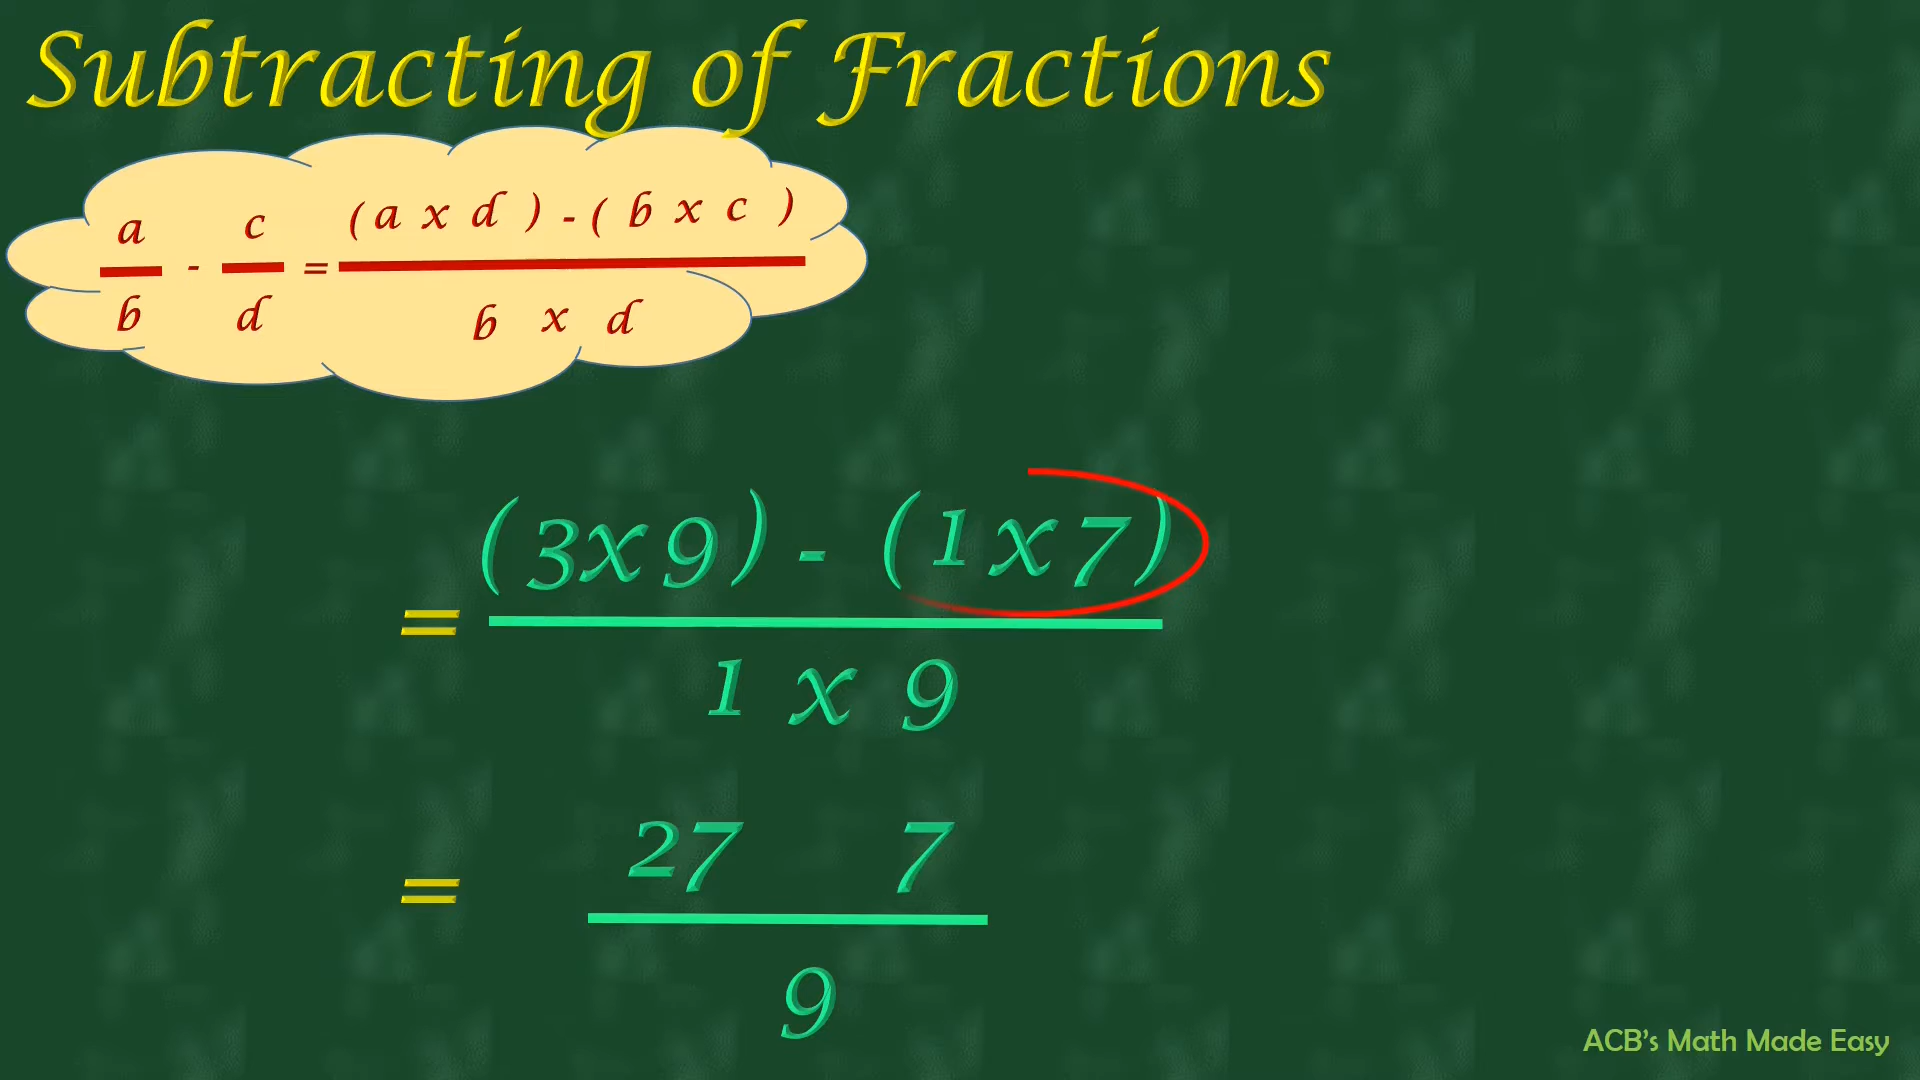 Subtracting of Fractions
a c (a x d) - (b x c)
- =
b d b x d
(3x9) - (1x7)
=
1 x 9
27 7
=
9
ACB's Math Made Easy